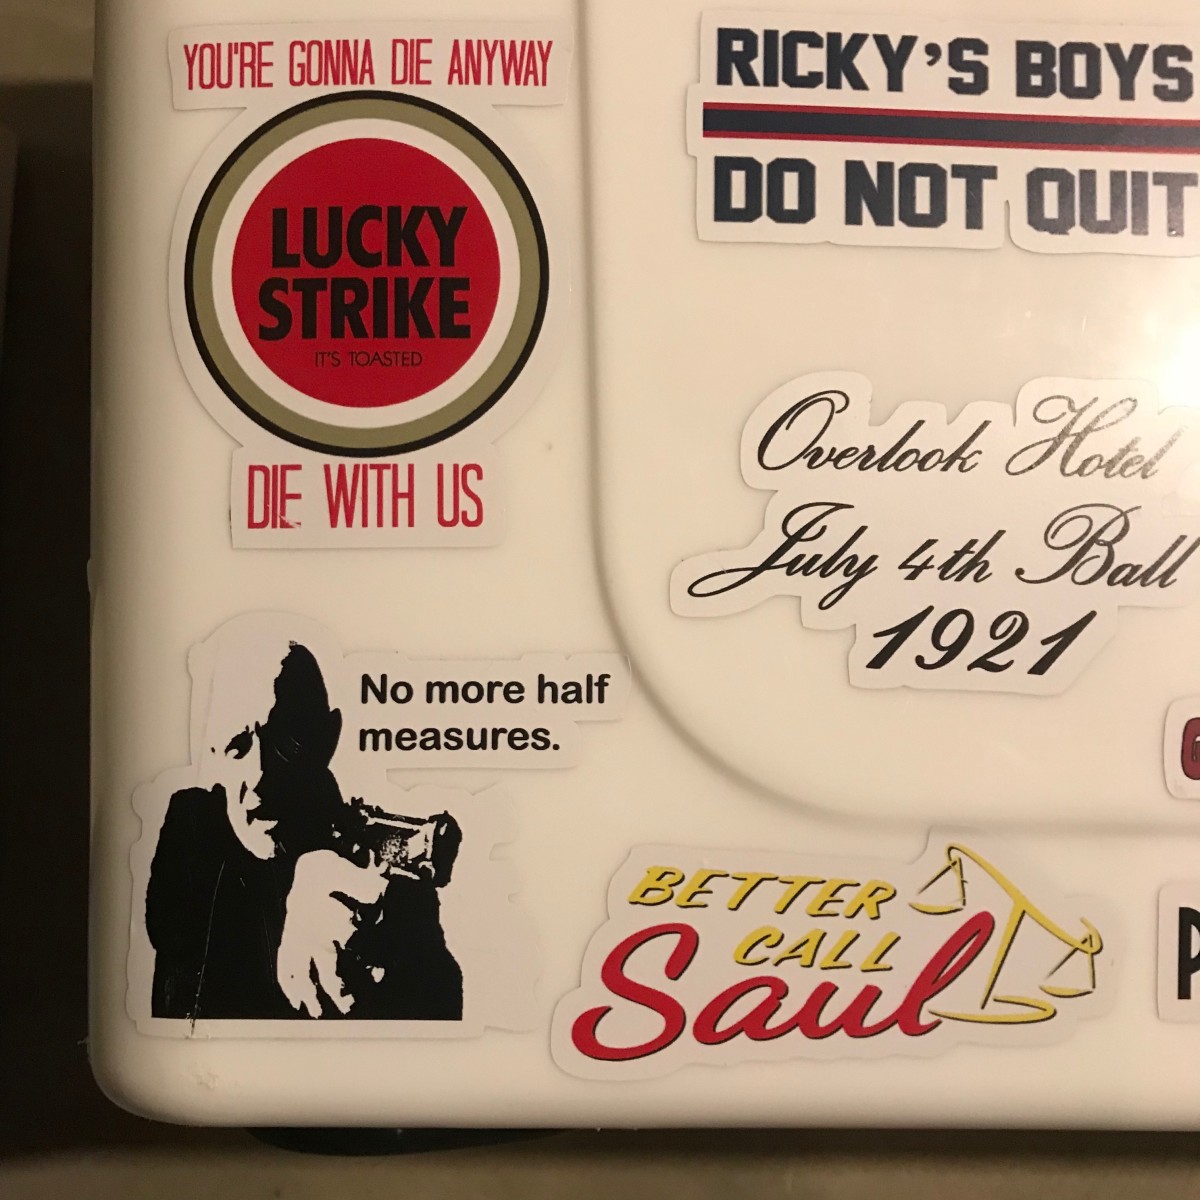 YOU'RE GONNA DIE ANYWAY
LUCKY
STRIKE
IT'S TOASTED
DIE WITH US
RICKY'S BOYS
DO NOT QUIT
Overlook Hotel
July 4th Ball
1921
No more half
measures.
BETTER
CALL
Saul